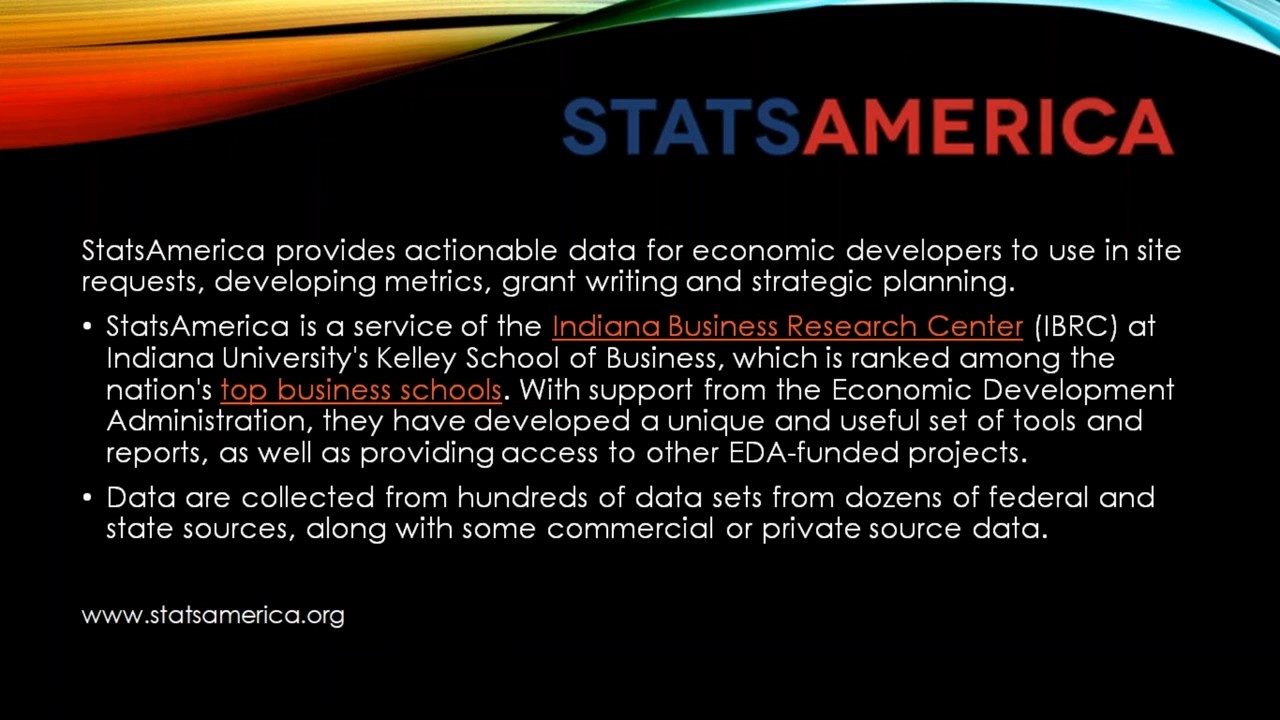 STATSAMERICA
StatsAmerica provides actionable data for economic developers to use in site
requests, developing metrics, grant writing and strategic planning.
• StatsAmerica is a service of the Indiana Business Research Center (IBRC) at
Indiana University's Kelley School of Business, which is ranked among the
nation's top business schools. With support from the Economic Development
Administration, they have developed a unique and useful set of tools and
reports, as well as providing access to other EDA-funded projects.
• Data are collected from hundreds of data sets from dozens of federal and
state sources, along with some commercial or private source data.
www.statsamerica.org